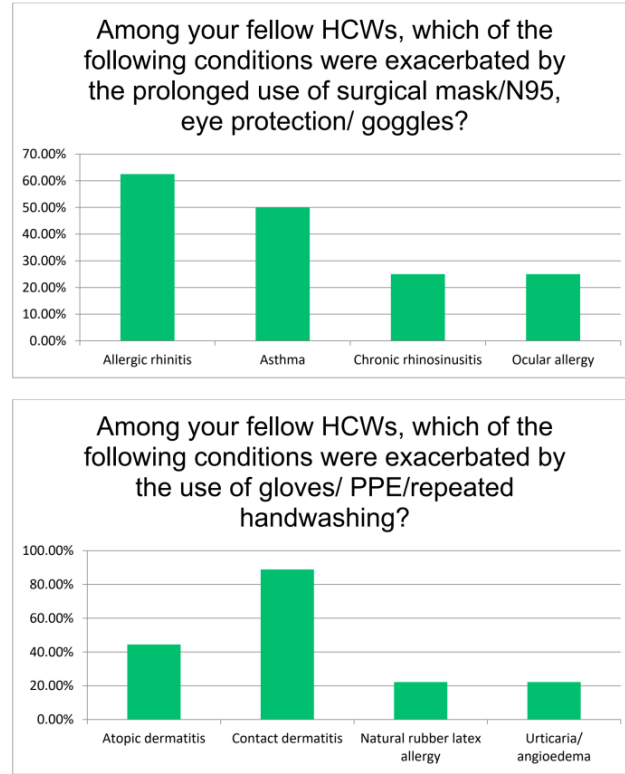 Among your fellow HCWs, which of the
following conditions were exacerbated by
the prolonged use of surgical mask/N95,
eye protection/ goggles?
70.00%
60.00%
50.00%
40.00%
30.00%
20.00%
10.00%
0.00%
Allergic rhinitis Asthma Chronic rhinosinusitis Ocular allergy
Among your fellow HCWs, which of the
following conditions were exacerbated by
the use of gloves/ PPE/repeated
handwashing?
100.00%
80.00%
60.00%
40.00%
20.00%
0.00%
Atopic dermatitis Contact dermatitis Natural rubber latex Urticaria/
allergy angioedema